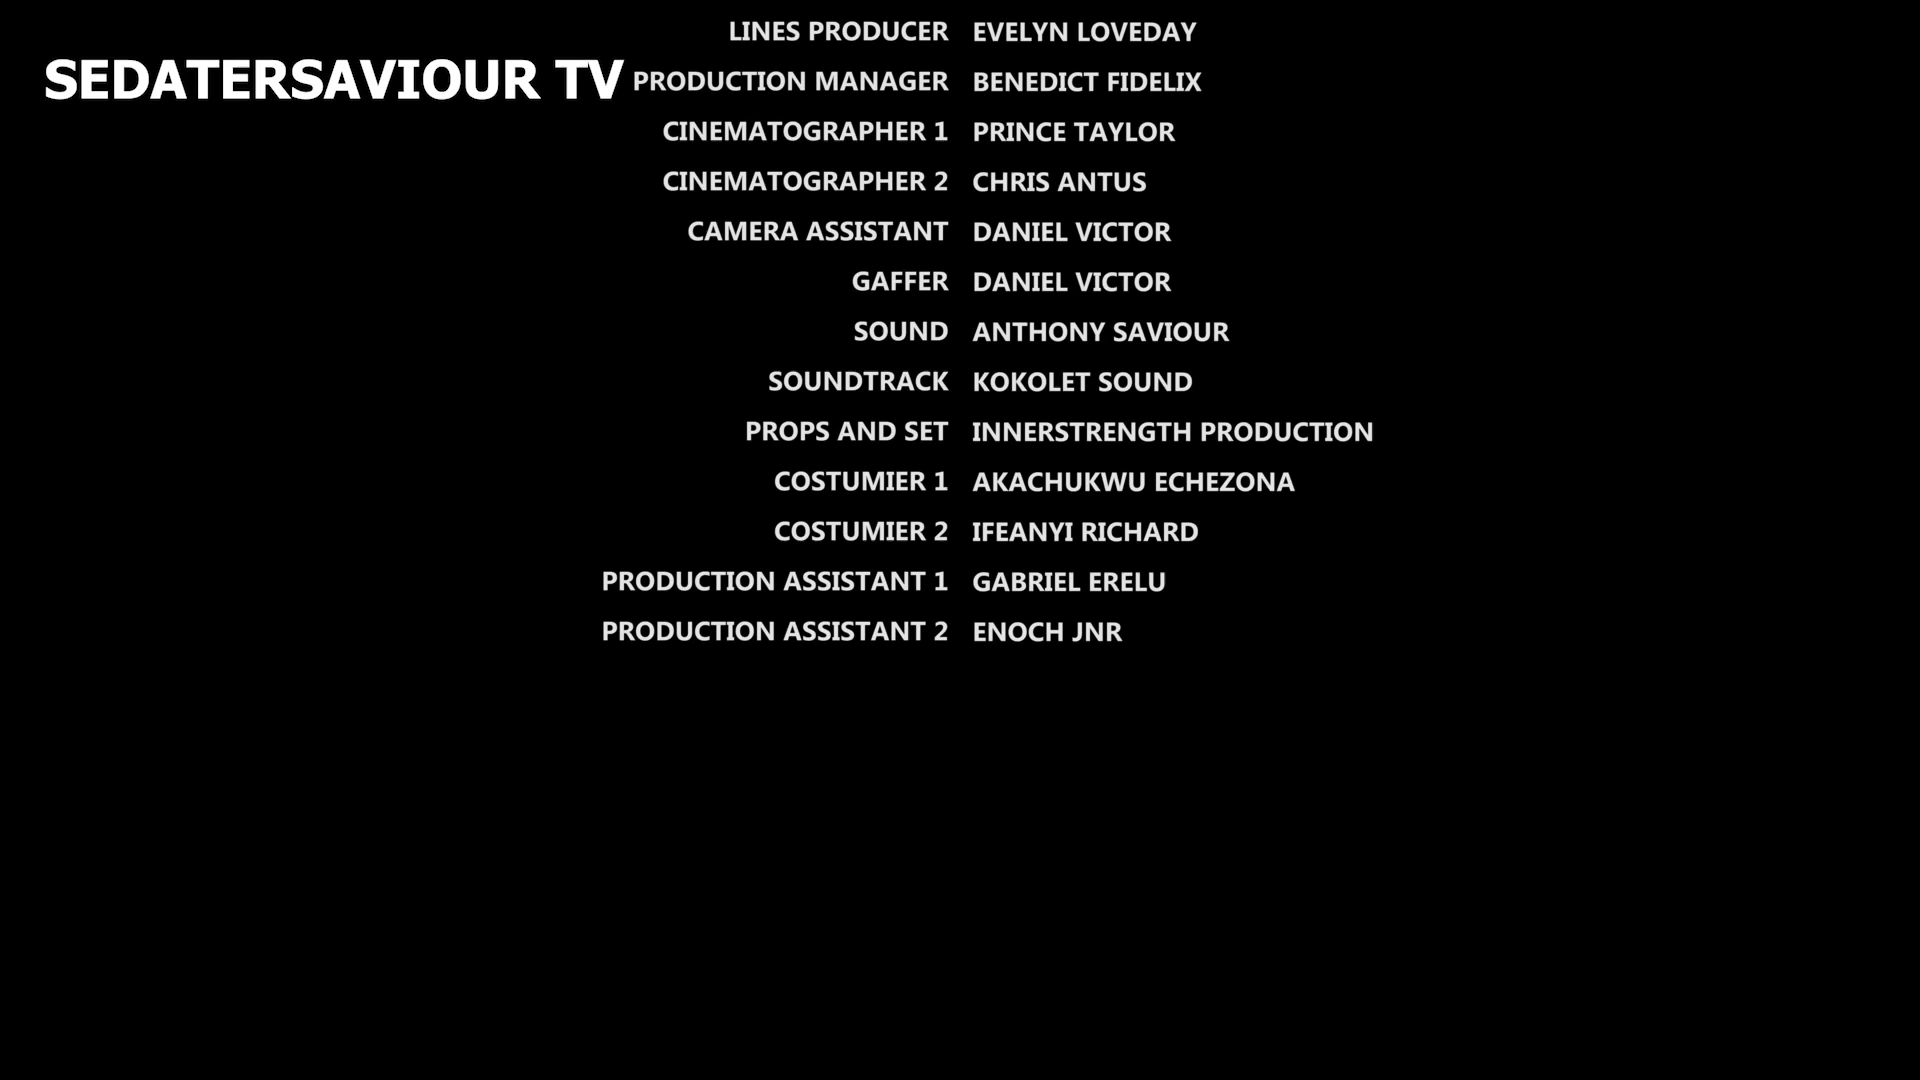 LINES PRODUCER EVELYN LOVEDAY
SEDATERSAVIOUR TV
PRODUCTION MANAGER BENEDICT FIDELIX
CINEMATOGRAPHER 1 PRINCE TAYLOR
CINEMATOGRAPHER 2 CHRIS ANTUS
CAMERA ASSISTANT DANIEL VICTOR
GAFFER DANIEL VICTOR
SOUND ANTHONY SAVIOUR
SOUNDTRACK KOKOLET SOUND
PROPS AND SET INNERSTRENGTH PRODUCTION
COSTUMIER 1 AKACHUKWU ECHEZONA
COSTUMIER 2 IFEANYI RICHARD
PRODUCTION ASSISTANT 1 GABRIEL ERELU
PRODUCTION ASSISTANT 2 ENOCH JNR